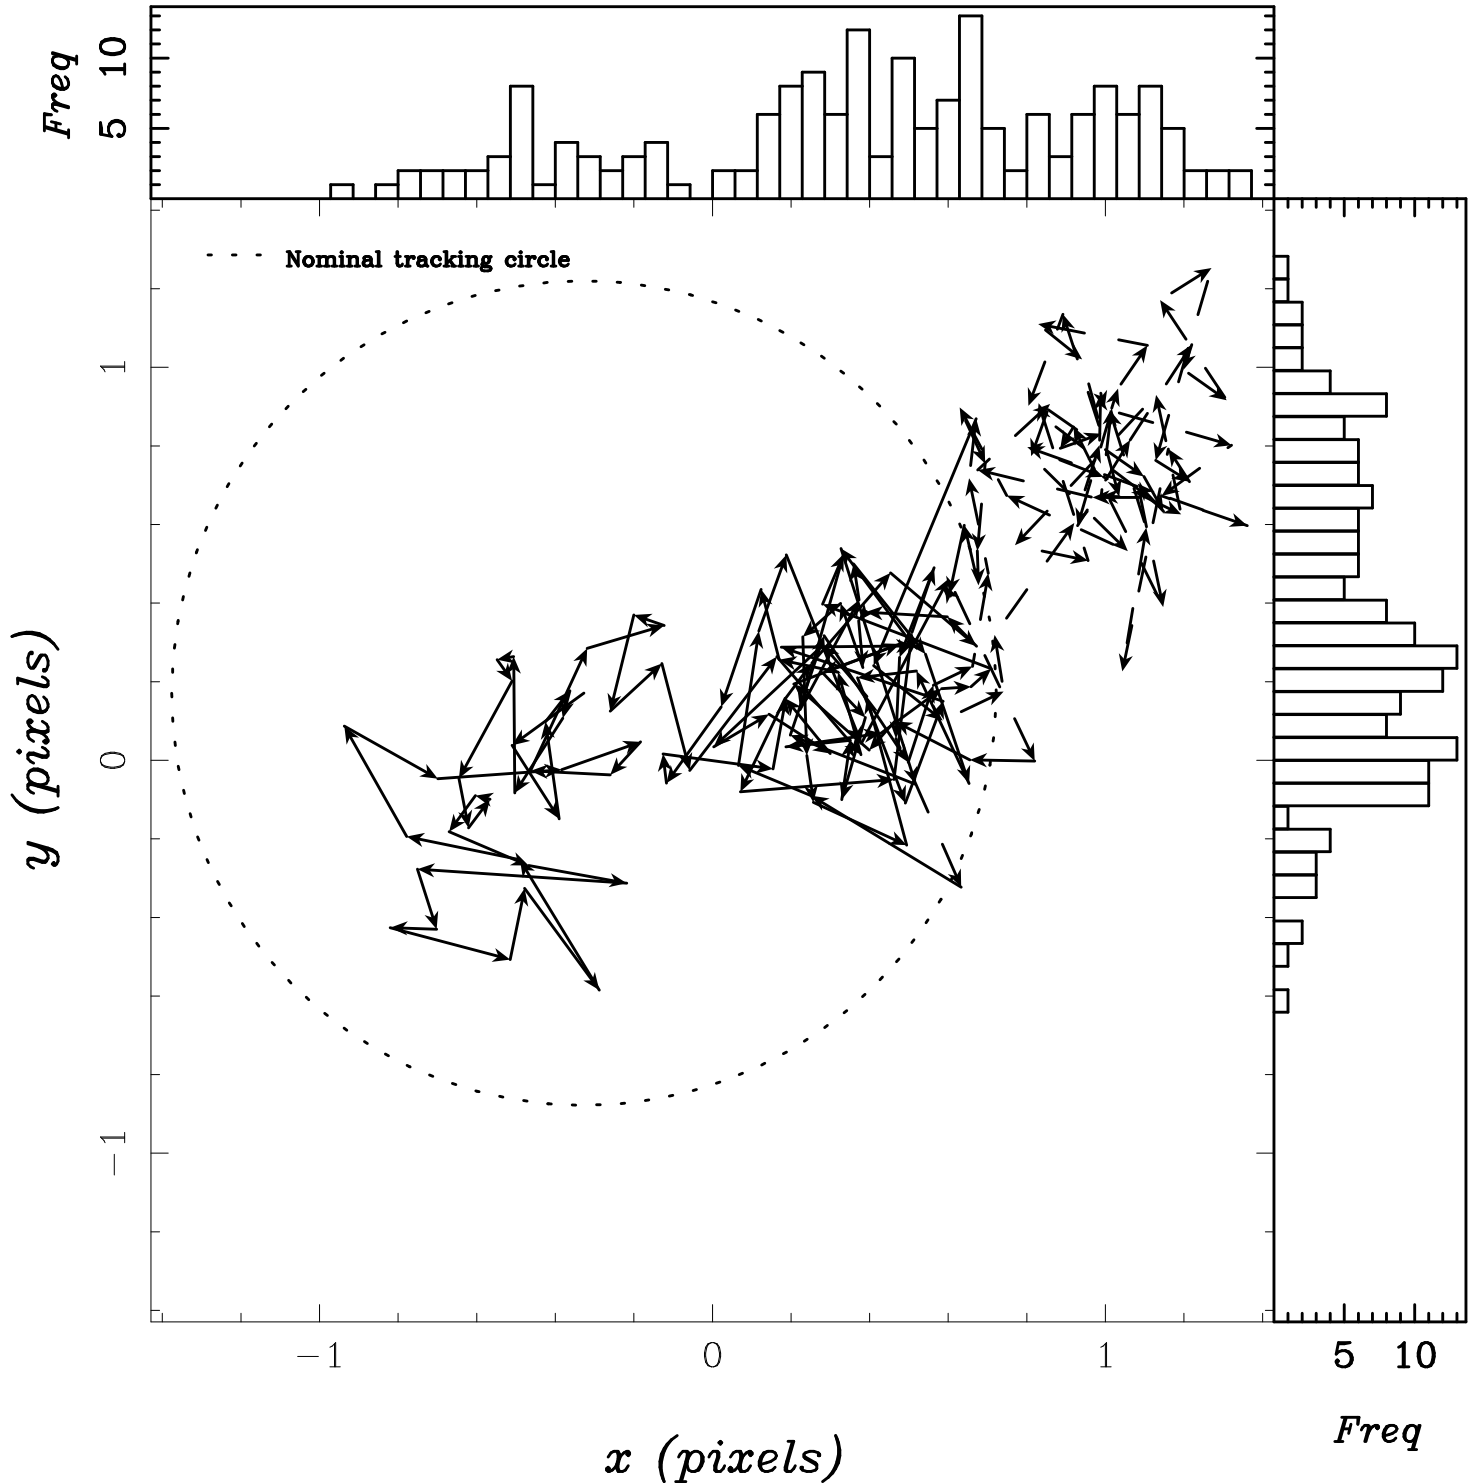 Freq
5 10
Nominal tracking circle
y (pixels)
1
0
−1
−1 0 1
x (pixels)
5 10
Freq